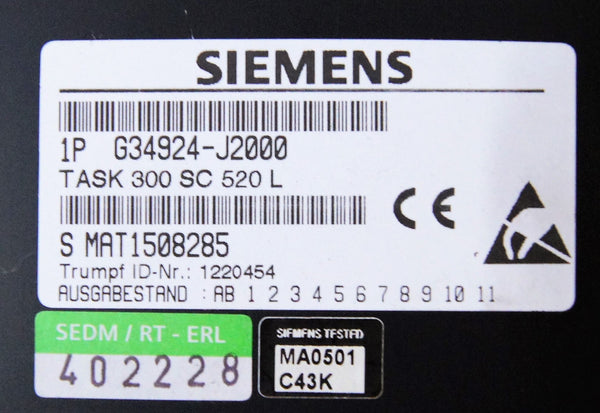 SIEMENS
1P G34924-J2000
TASK 300 SC 520 L
CE
S MAT1508285
Trumpf ID-Nr.: 1220454
AUSGABESTAND : AB 1 2 3 4 5 6 7 8 9 10 11
SEDM / RT - ERL
402228
SIEMENS TESTED
MA0501
C43K